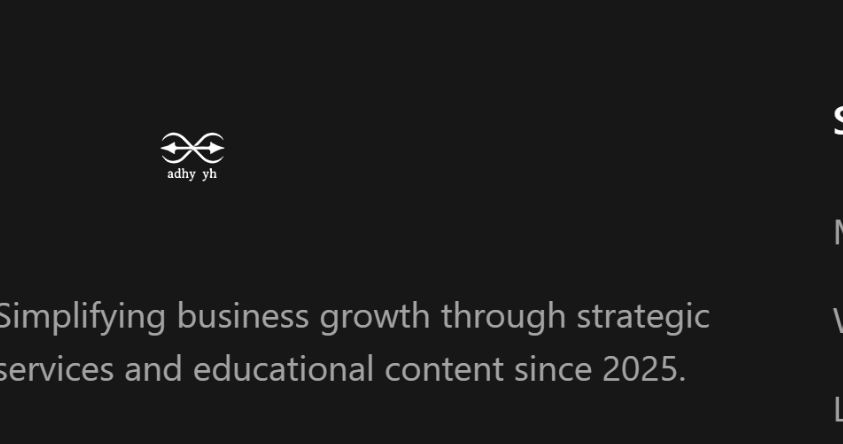 adhy yh
Simplifying business growth through strategic
services and educational content since 2025.